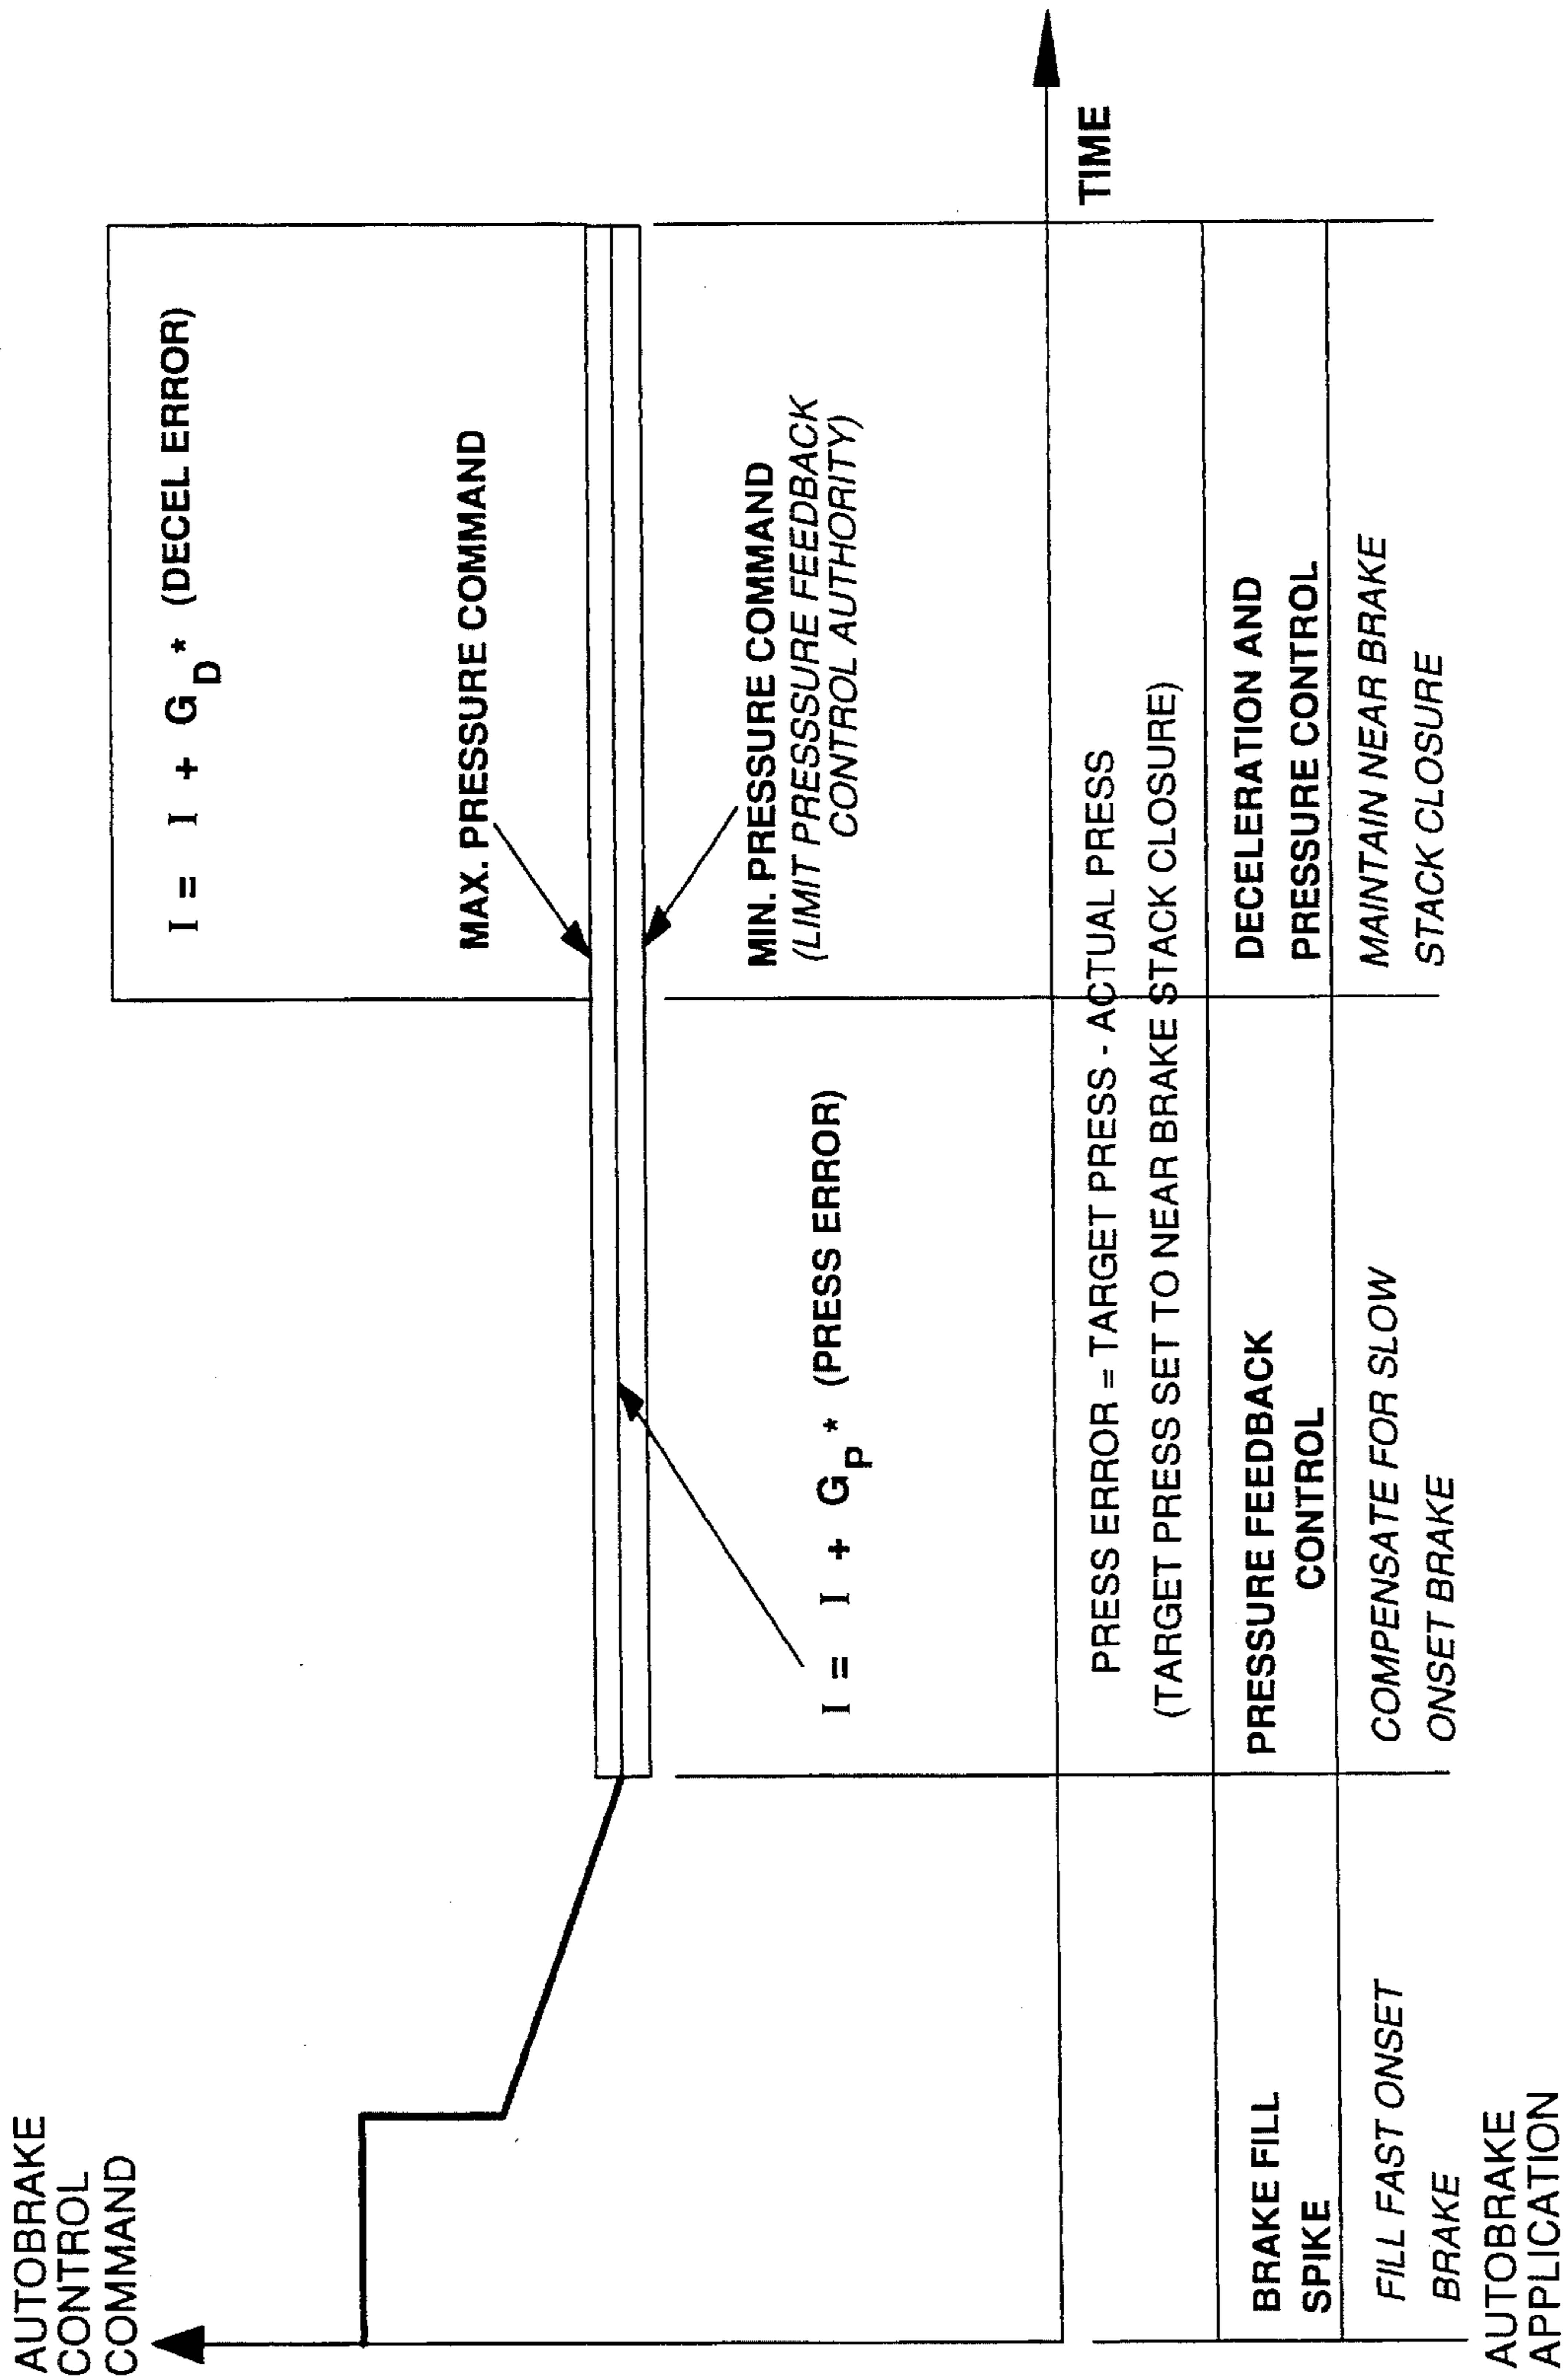 AUTOBRAKE
CONTROL
COMMAND
I = I + G_D * (DECEL ERROR)
MAX. PRESSURE COMMAND
MIN. PRESSURE COMMAND
(LIMIT PRESSSURE FEEDBACK
CONTROL AUTHORITY)
I = I + G_P * (PRESS ERROR)
TIME
PRESS ERROR = TARGET PRESS - ACTUAL PRESS
(TARGET PRESS SET TO NEAR BRAKE STACK CLOSURE)
BRAKE FILL
SPIKE
PRESSURE FEEDBACK
CONTROL
DECELERATION AND
PRESSURE CONTROL
FILL FAST ONSET
BRAKE
COMPENSATE FOR SLOW
ONSET BRAKE
MAINTAIN NEAR BRAKE
STACK CLOSURE
AUTOBRAKE
APPLICATION